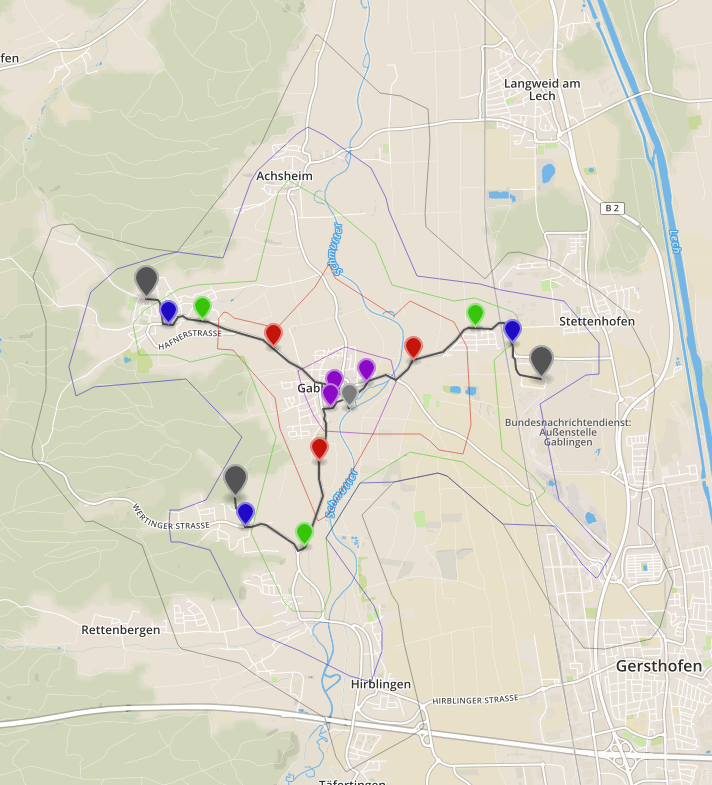 fen
Langweid am
Lech
Achsheim
B 2
Schmutter
Lech
Stettenhofen
HAFNERSTRASSE
Gabl
Bundesnachrichtendienst:
Außenstelle
Gablingen
WERTINGER STRASSE
Schmutter
Rettenbergen
Gersthofen
Hirblingen
HIRBLINGER STRASSE
Täfertingen